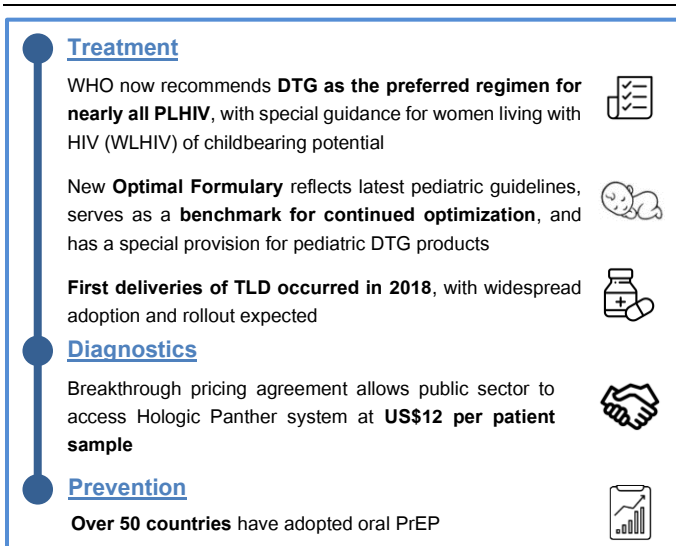 Treatment
WHO now recommends DTG as the preferred regimen for
nearly all PLHIV, with special guidance for women living with
HIV (WLHIV) of childbearing potential
New Optimal Formulary reflects latest pediatric guidelines,
serves as a benchmark for continued optimization, and
has a special provision for pediatric DTG products
First deliveries of TLD occurred in 2018, with widespread
adoption and rollout expected
Diagnostics
Breakthrough pricing agreement allows public sector to
access Hologic Panther system at US$12 per patient
sample
Prevention
Over 50 countries have adopted oral PrEP